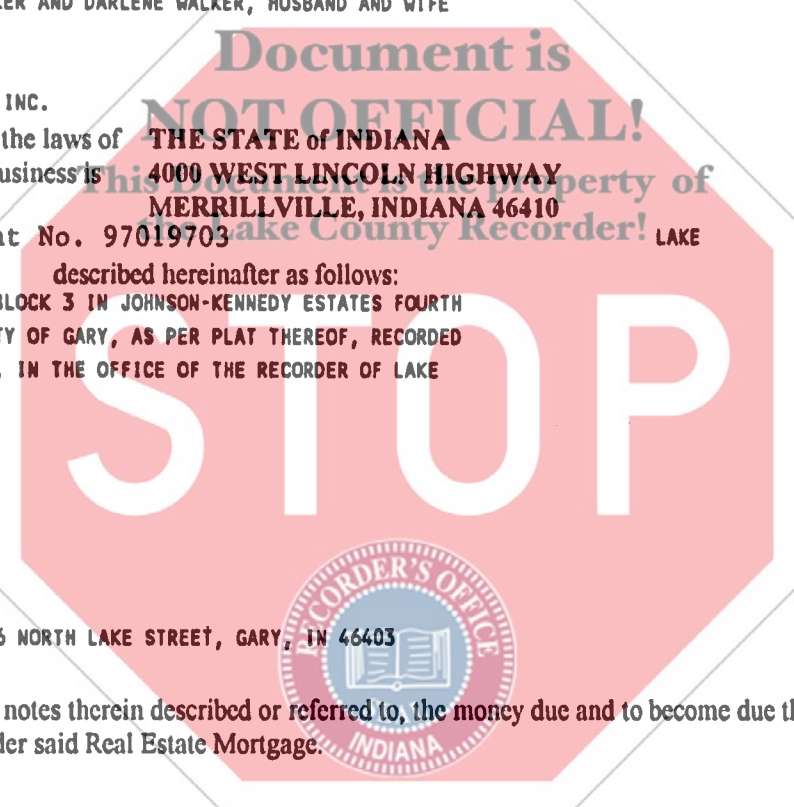 KER AND DARLENE WALKER, HUSBAND AND WIFE
Document is
INC.
NOT OFFICIAL!
the laws of THE STATE of INDIANA
usiness is 4000 WEST LINCOLN HIGHWAY
This Document is the property of
MERRILLVILLE, INDIANA 46410
the Lake County Recorder!
t No. 97019703 LAKE
described hereinafter as follows:
BLOCK 3 IN JOHNSON-KENNEDY ESTATES FOURTH
TY OF GARY, AS PER PLAT THEREOF, RECORDED
IN THE OFFICE OF THE RECORDER OF LAKE
STOP
RECORDER'S OFFICE
6 NORTH LAKE STREET, GARY, IN 46403
notes therein described or referred to, the money due and to become due th
der said Real Estate Mortgage.
INDIANA